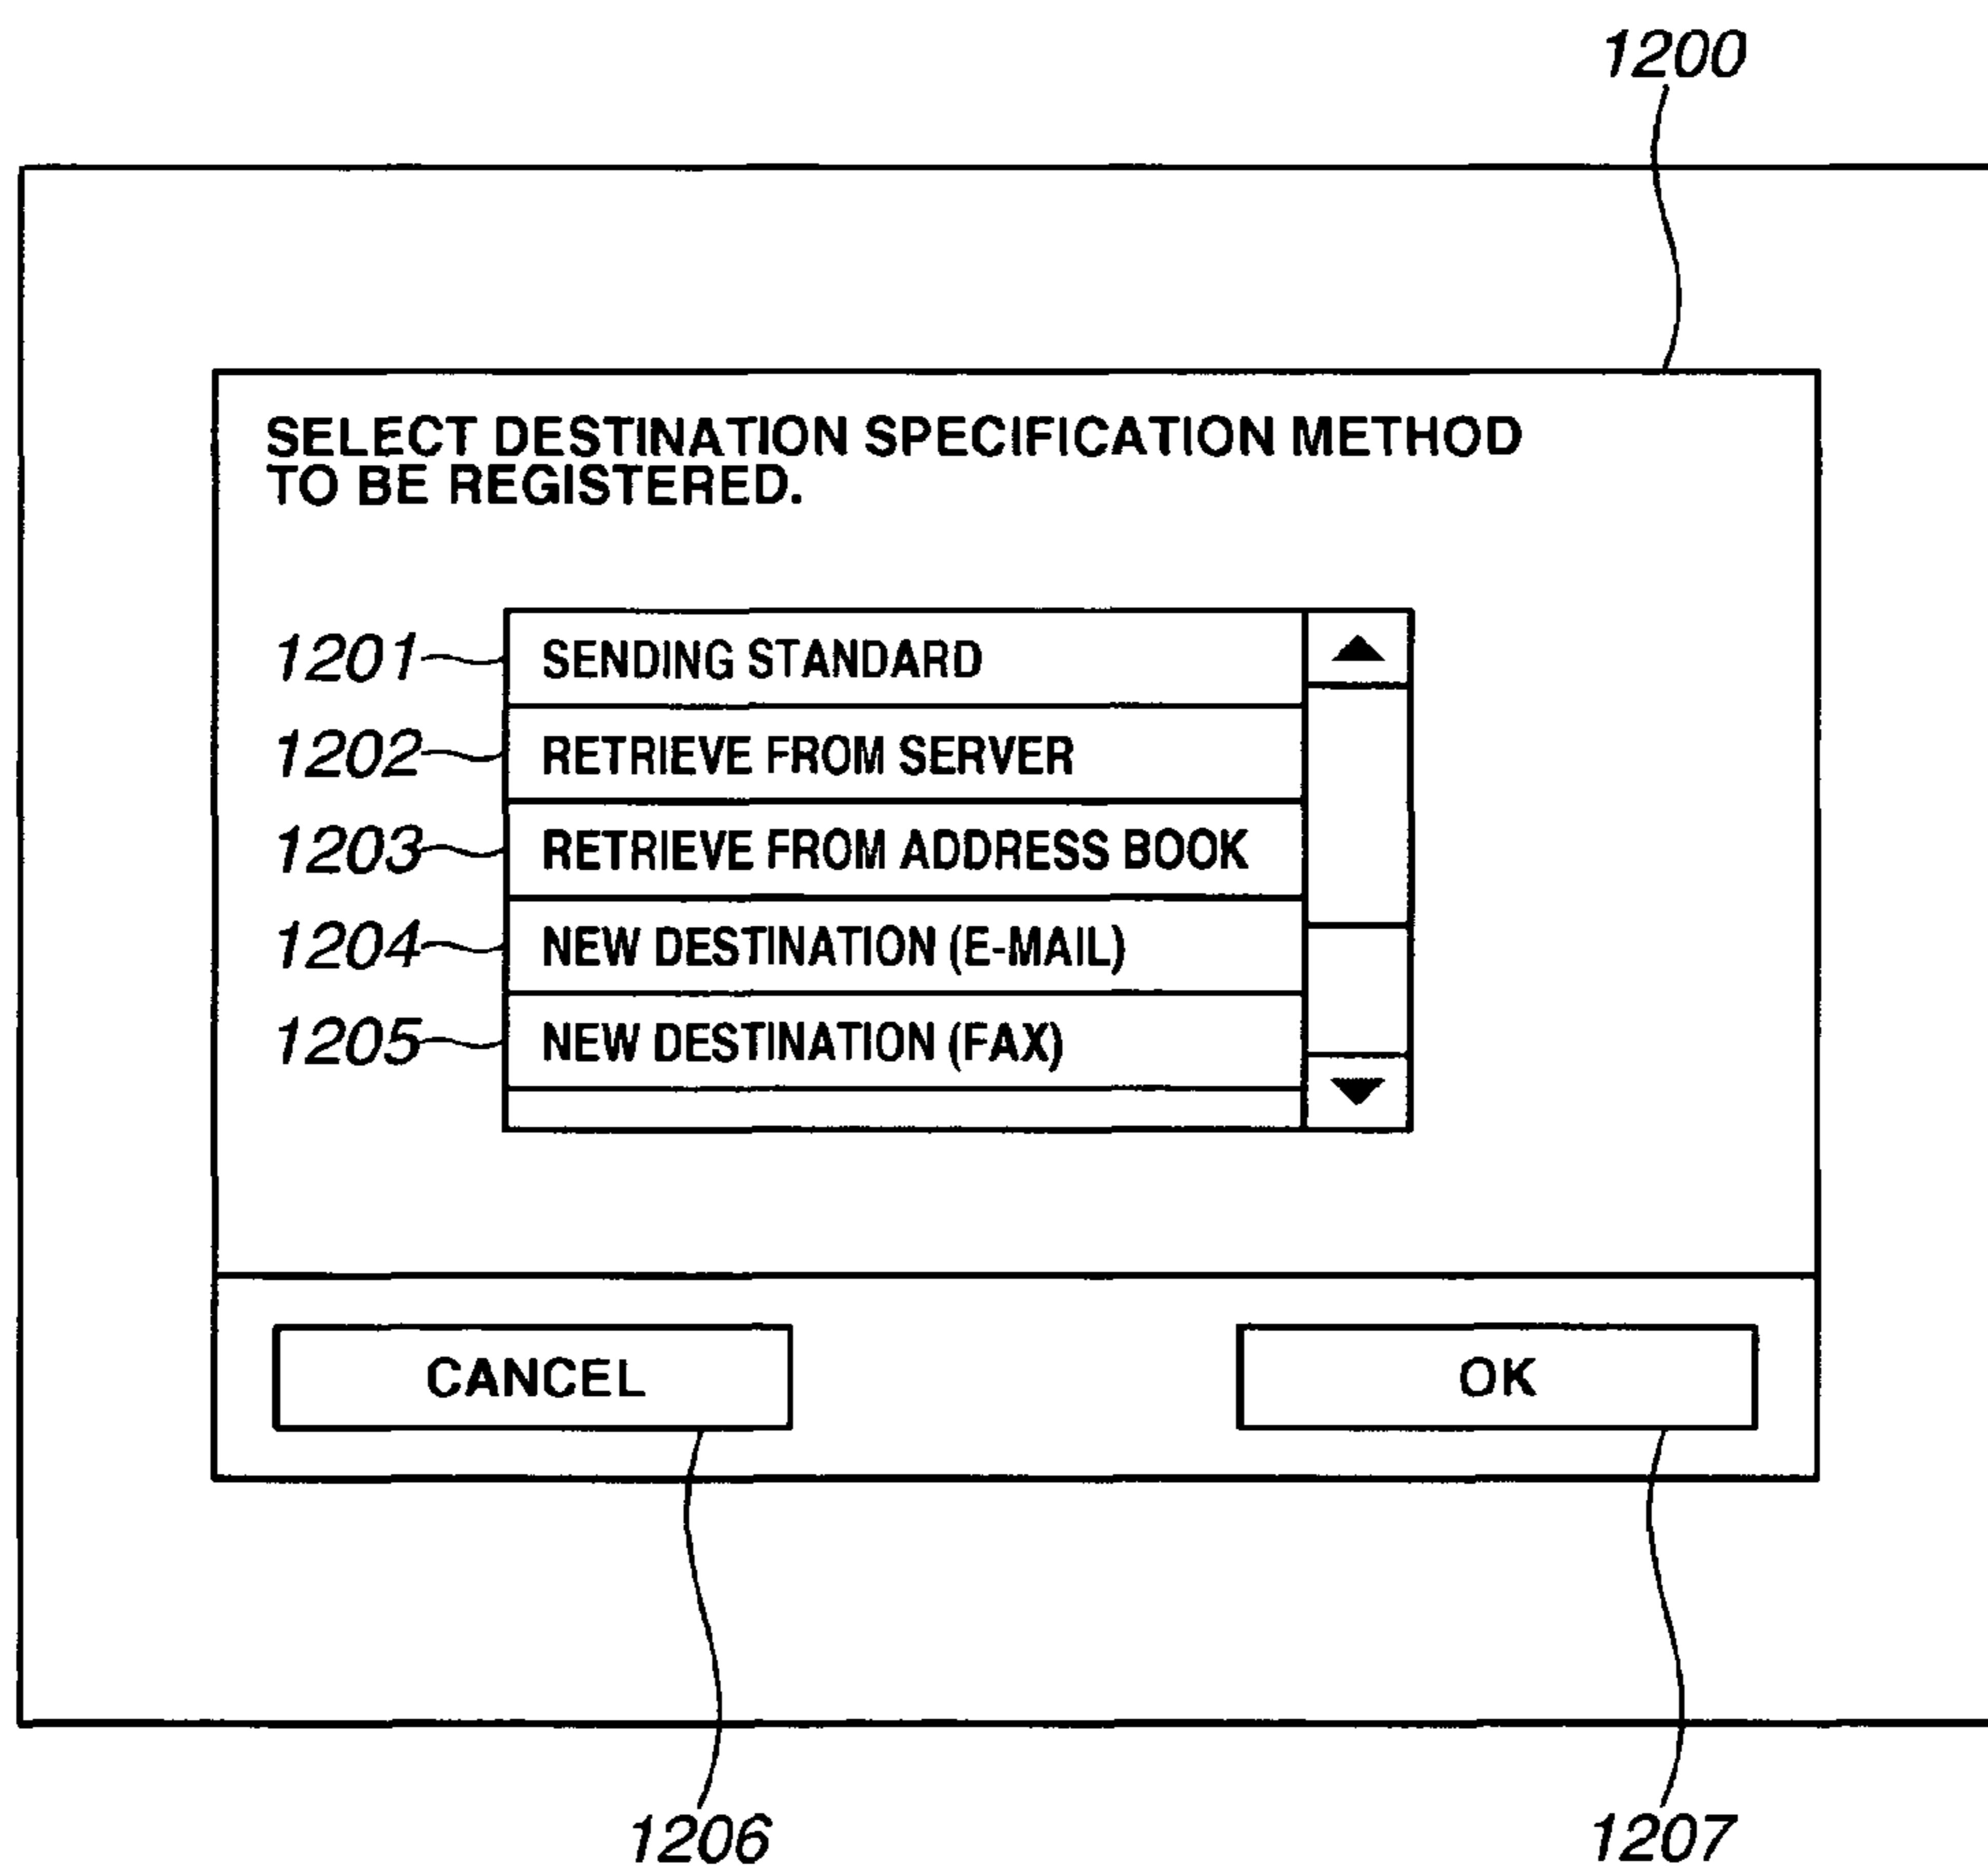 1200
SELECT DESTINATION SPECIFICATION METHOD
TO BE REGISTERED.
1201 SENDING STANDARD
1202 RETRIEVE FROM SERVER
1203 RETRIEVE FROM ADDRESS BOOK
1204 NEW DESTINATION (E-MAIL)
1205 NEW DESTINATION (FAX)
CANCEL OK
1206 1207